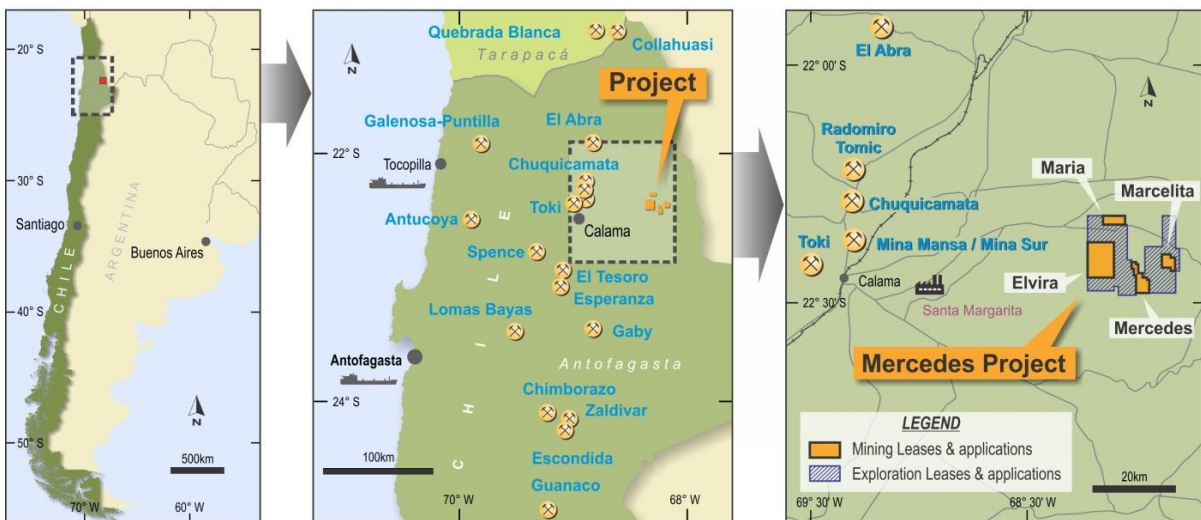 20° S
30° S
Santiago
40° S
50° S
CHILE
ARGENTINA
Buenos Aires
N
500km
70° W
60° W
N
Quebrada Blanca
Collahuasi
Tarapacá
Project
Galenosa-Puntilla
El Abra
22° S
Tocopilla
Chuquicamata
Antucoya
Toki
Calama
Spence
El Tesoro
Esperanza
Lomas Bayas
Gaby
Antofagasta
Antofagasta
CHILE
24° S
Chimborazo
Zaldivar
100km
Escondida
Guanaco
70° W
68° W
El Abra
22° 00' S
N
Radomiro
Tomic
Maria
Marcelita
Chuquicamata
Toki
Mina Mansa / Mina Sur
Calama
Elvira
22° 30' S
Santa Margarita
Mercedes
Mercedes Project
LEGEND
Mining Leases & applications
Exploration Leases & applications
20km
69° 30' W
68° 30' W